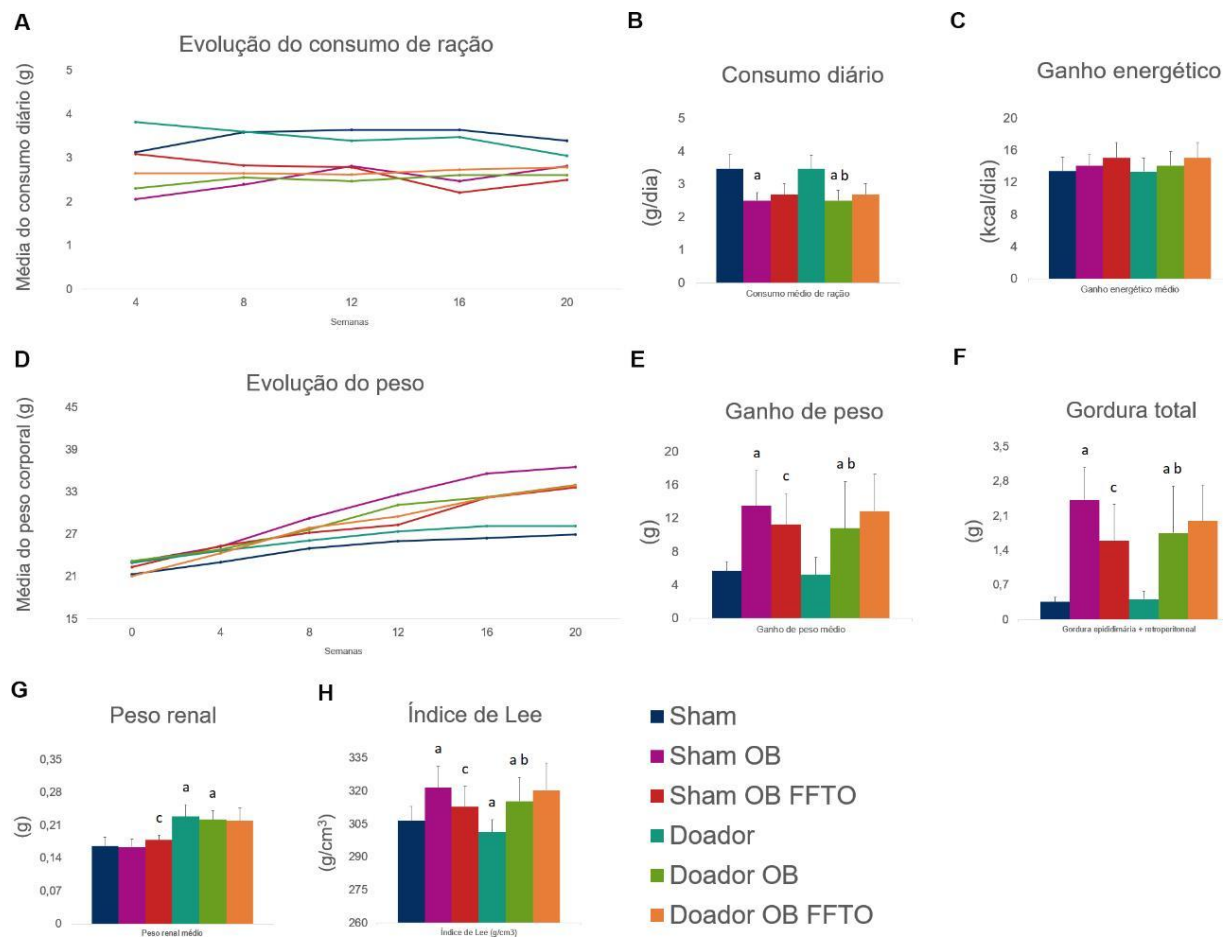 A
Evolução do consumo de ração
Média do consumo diário (g)
5
4
3
2
1
0
4 8 12 16 20
Semanas
B
Consumo diário
(g/dia)
5
4
3
2
1
0
a
a b
Consumo médio de ração
C
Ganho energético
(kcal/dia)
20
16
12
8
4
0
Ganho energético médio
D
Evolução do peso
Média do peso corporal (g)
45
39
33
27
21
15
0 4 8 12 16 20
Semanas
E
Ganho de peso
(g)
20
16
12
8
4
0
a
c
a b
Ganho de peso médio
F
Gordura total
(g)
3,5
2,8
2,1
1,4
0,7
0
a
c
a b
Gordura epididimária + retroperitoneal
G
Peso renal
(g)
0,35
0,28
0,21
0,14
0,07
0
c
a
a
Peso renal médio
H
Índice de Lee
(g/cm³)
335
310
285
260
a
c
a
a b
Índice de Lee (g/cm3)
Sham
Sham OB
Sham OB FFTO
Doador
Doador OB
Doador OB FFTO